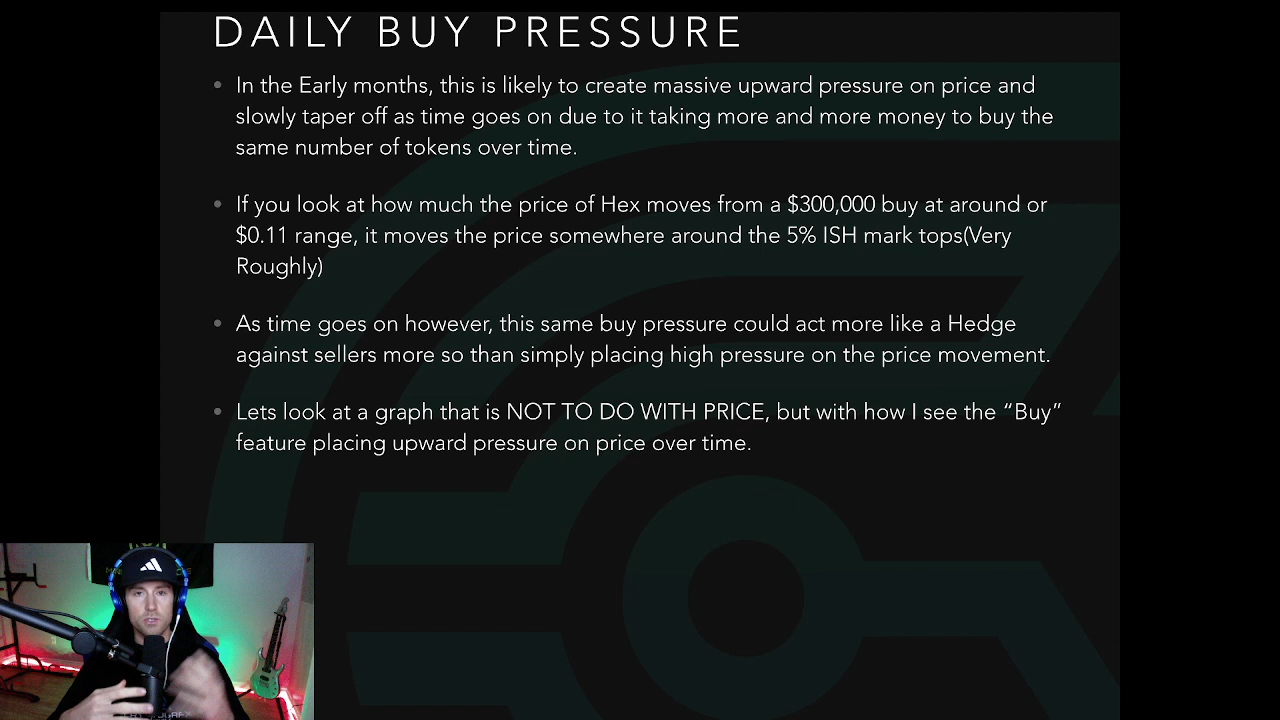 DAILY BUY PRESSURE
In the Early months, this is likely to create massive upward pressure on price and
slowly taper off as time goes on due to it taking more and more money to buy the
same number of tokens over time.
If you look at how much the price of Hex moves from a $300,000 buy at around or
$0.11 range, it moves the price somewhere around the 5% ISH mark tops(Very
Roughly)
As time goes on however, this same buy pressure could act more like a Hedge
against sellers more so than simply placing high pressure on the price movement.
Lets look at a graph that is NOT TO DO WITH PRICE, but with how I see the “Buy”
feature placing upward pressure on price over time.